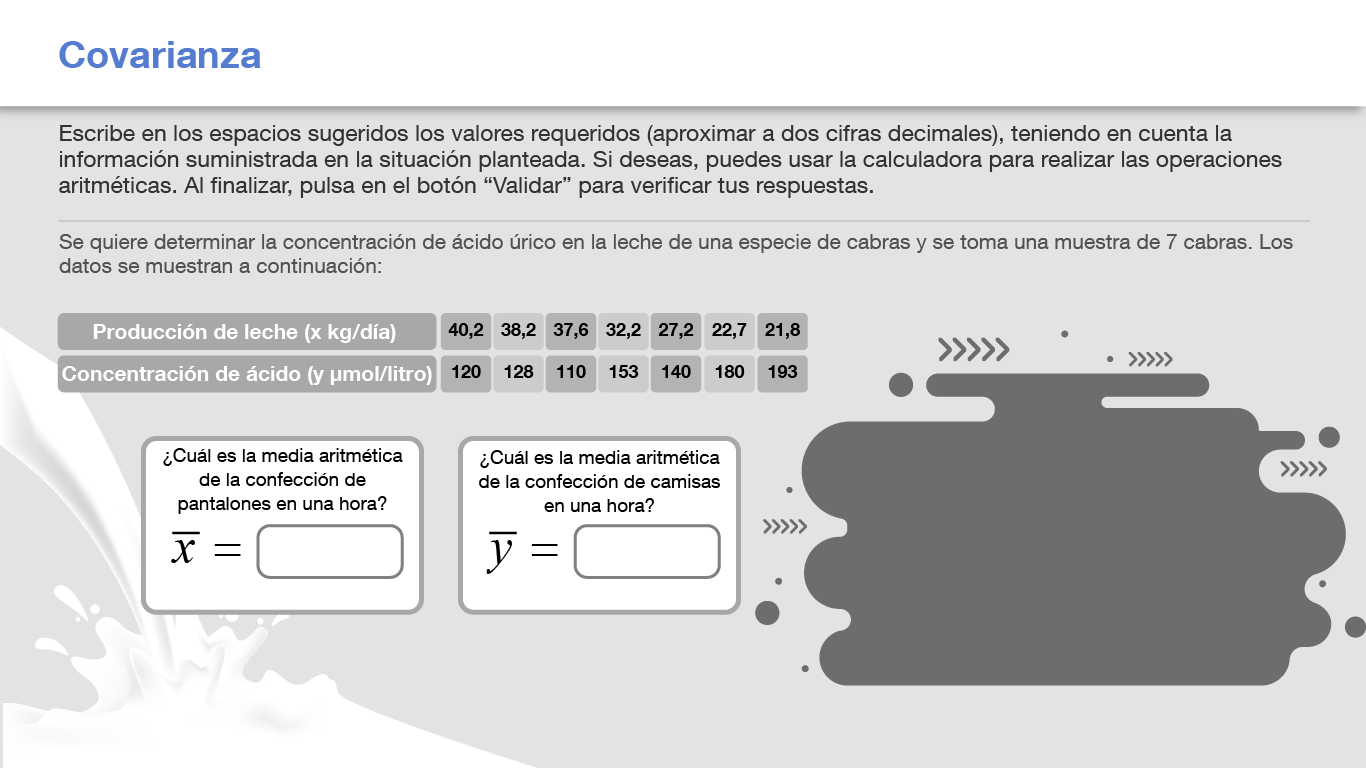 Covarianza
Escribe en los espacios sugeridos los valores requeridos (aproximar a dos cifras decimales), teniendo en cuenta la
información suministrada en la situación planteada. Si deseas, puedes usar la calculadora para realizar las operaciones
aritméticas. Al finalizar, pulsa en el botón “Validar” para verificar tus respuestas.
Se quiere determinar la concentración de ácido úrico en la leche de una especie de cabras y se toma una muestra de 7 cabras. Los
datos se muestran a continuación:
Producción de leche (x kg/día) 40,2 38,2 37,6 32,2 27,2 22,7 21,8
Concentración de ácido (y µmol/litro) 120 128 110 153 140 180 193
¿Cuál es la media aritmética
de la confección de
pantalones en una hora?
x̅ =
¿Cuál es la media aritmética
de la confección de camisas
en una hora?
y̅ =